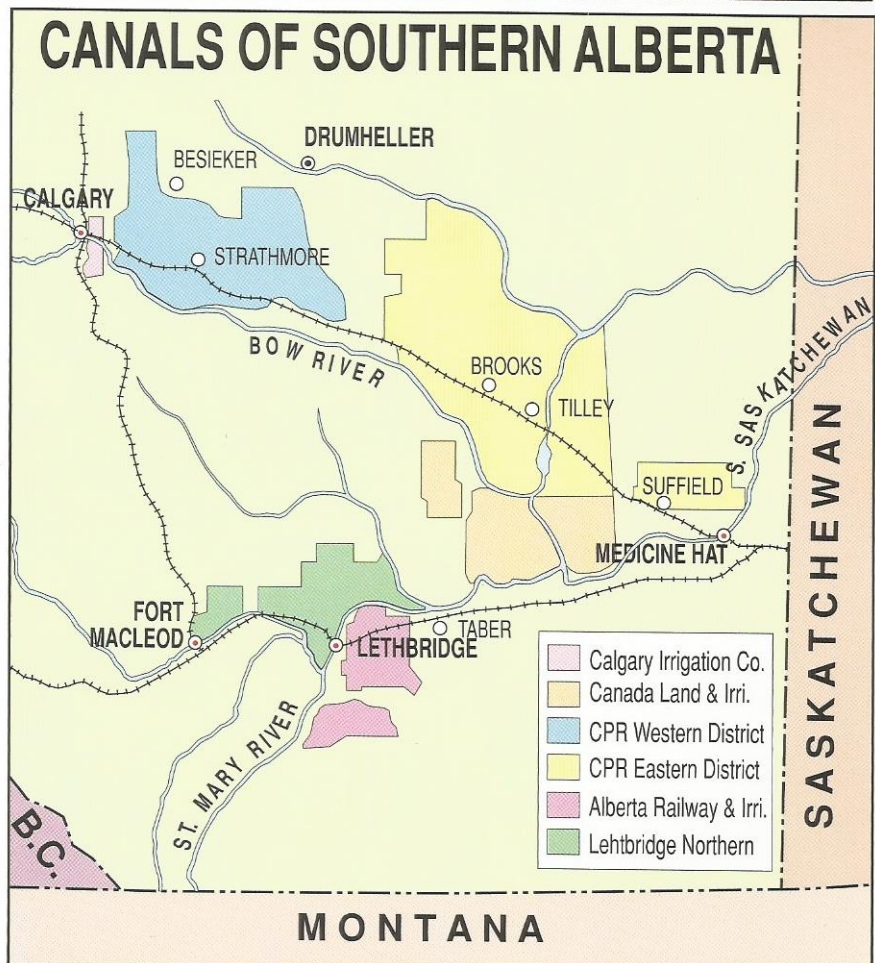 CANALS OF SOUTHERN ALBERTA
DRUMHELLER
BESIEKER
CALGARY
STRATHMORE
BOW RIVER
BROOKS
TILLEY
S. SASKATCHEWAN
SUFFIELD
MEDICINE HAT
FORT
MACLEOD
TABER
LETHBRIDGE
ST. MARY RIVER
Calgary Irrigation Co.
Canada Land & Irri.
CPR Western District
CPR Eastern District
Alberta Railway & Irri.
Lehtbridge Northern
SASKATCHEWAN
B.C.
MONTANA